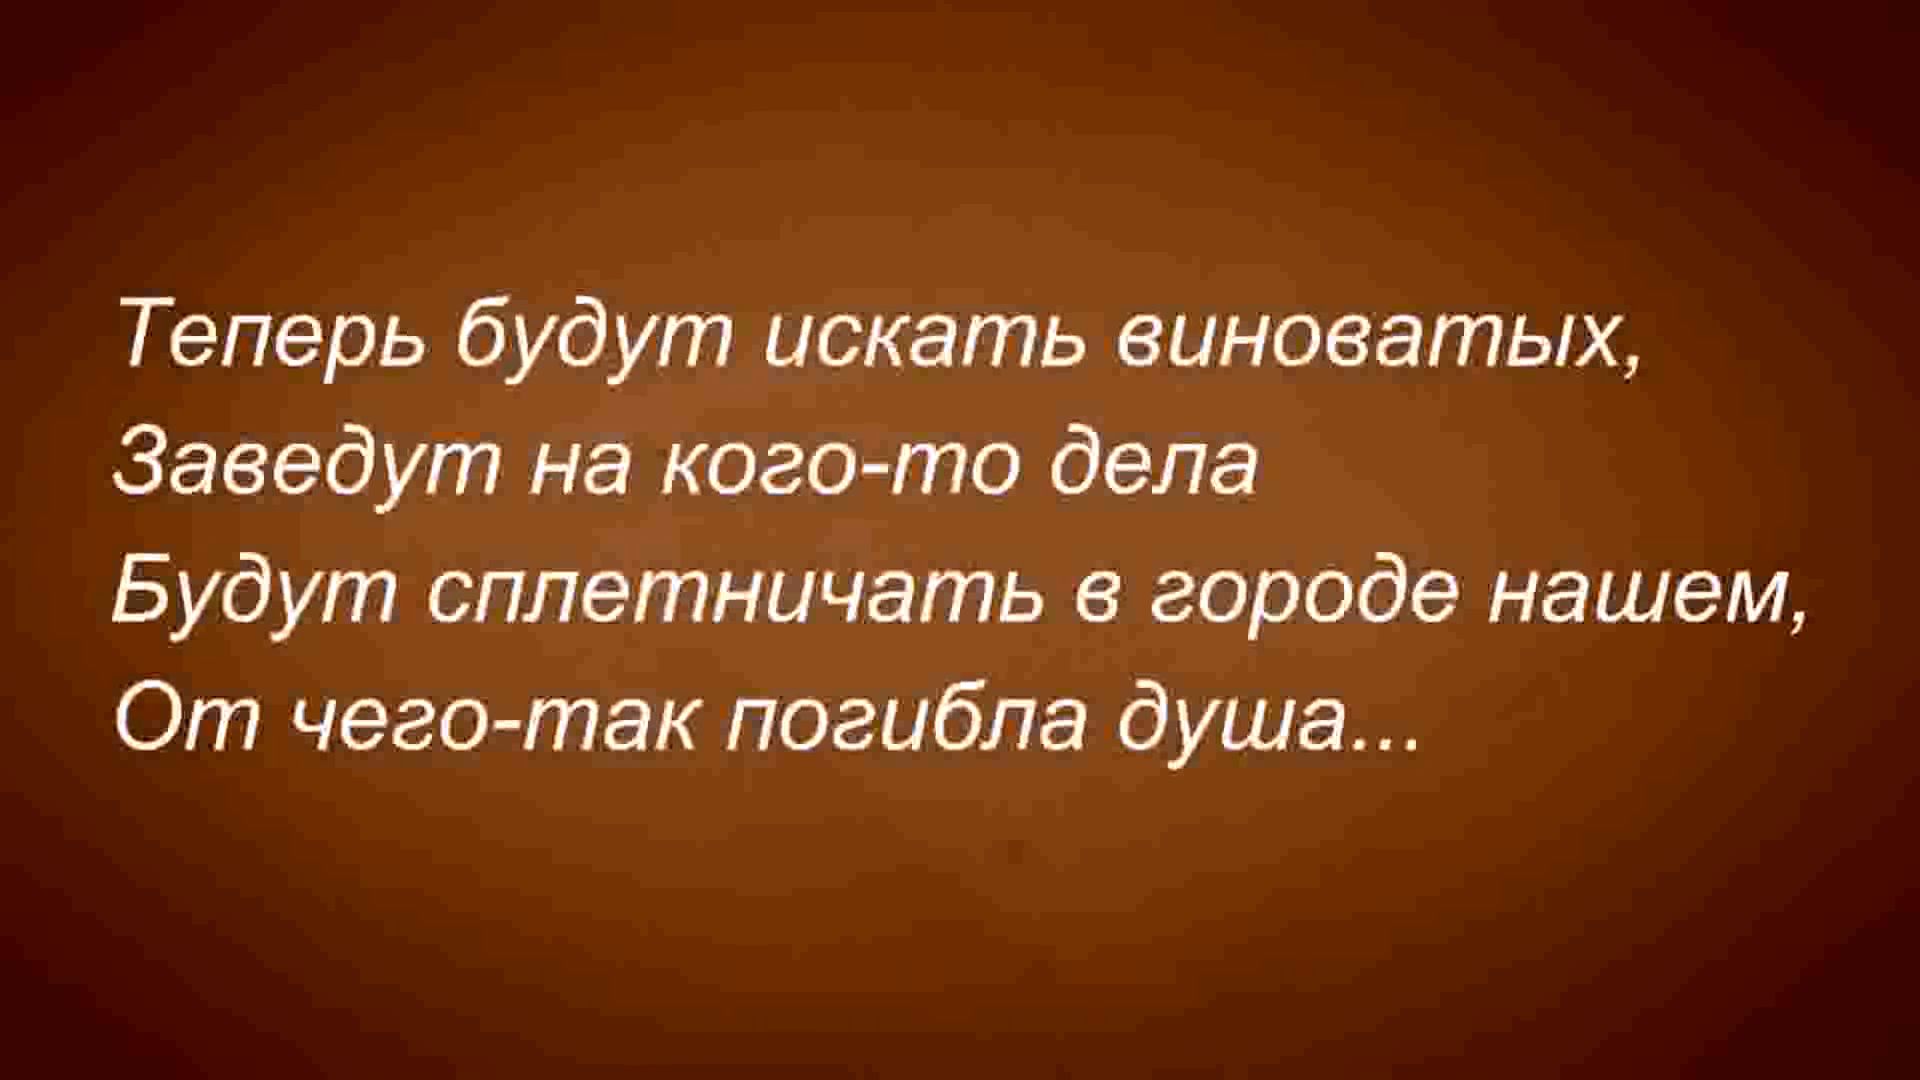 Теперь будут искать виноватых,
Заведут на кого-то дела
Будут сплетничать в городе нашем,
От чего-так погибла душа...